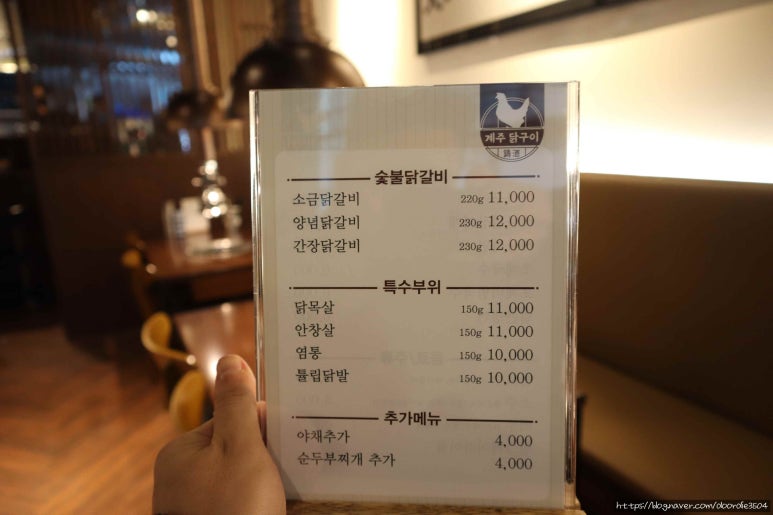 계주 닭구이
숯불닭갈비
소금닭갈비 220g 11,000
양념닭갈비 230g 12,000
간장닭갈비 230g 12,000
특수부위
닭목살 150g 11,000
안창살 150g 11,000
염통 150g 10,000
튤립닭발 150g 10,000
추가메뉴
야채추가 4,000
순두부찌개 추가 4,000
https://blog.naver.com/doordie3504